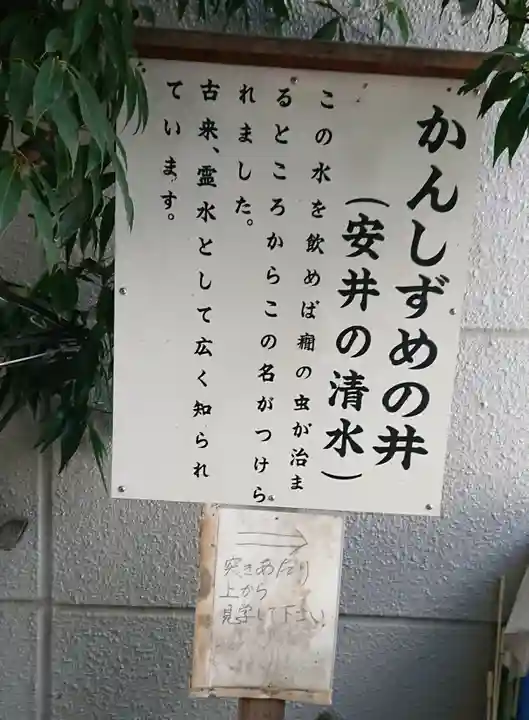 かんしずめの井
（安井の清水）
この水を飲めば癇の虫が治ま
るところからこの名がつけら
れました。
古来、霊水として広く知られ
ています。
突きあたり
上から
見学して下さい